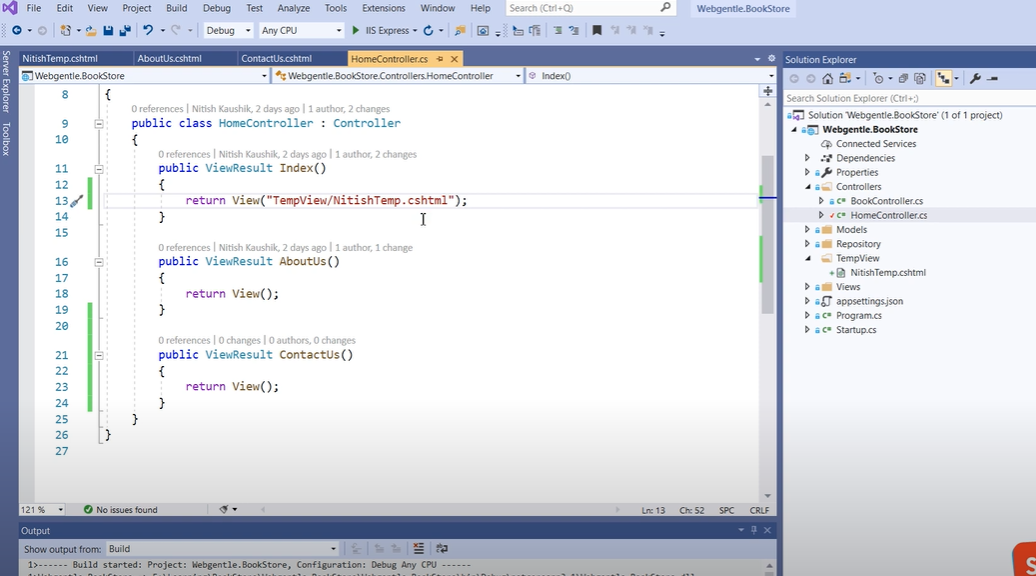 File Edit View Project Build Debug Test Analyze Tools Extensions Window Help Search (Ctrl+Q) Webgentle.BookStore
Debug Any CPU IIS Express
Server Explorer
Toolbox
NitishTemp.cshtml AboutUs.cshtml ContactUs.cshtml HomeController.cs
Webgentle.BookStore Webgentle.BookStore.Controllers.HomeController Index()
8 {
0 references | Nitish Kaushik, 2 days ago | 1 author, 2 changes
9 public class HomeController : Controller
10 {
0 references | Nitish Kaushik, 2 days ago | 1 author, 2 changes
11 public ViewResult Index()
12 {
13 return View("TempView/NitishTemp.cshtml");
14 }
15
0 references | Nitish Kaushik, 2 days ago | 1 author, 1 change
16 public ViewResult AboutUs()
17 {
18 return View();
19 }
20
0 references | 0 changes | 0 authors, 0 changes
21 public ViewResult ContactUs()
22 {
23 return View();
24 }
25 }
26 }
27
121 % No issues found Ln: 13 Ch: 52 SPC CRLF
Output
Show output from: Build
1>------ Build started: Project: Webgentle.BookStore, Configuration: Debug Any CPU ------
Solution Explorer
Search Solution Explorer (Ctrl+;)
Solution 'Webgentle.BookStore' (1 of 1 project)
Webgentle.BookStore
Connected Services
Dependencies
Properties
Controllers
BookController.cs
HomeController.cs
Models
Repository
TempView
NitishTemp.cshtml
Views
appsettings.json
Program.cs
Startup.cs